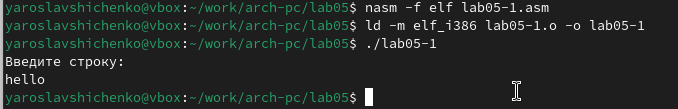 yaroslavshichenko@vbox:~/work/arch-pc/lab05$ nasm -f elf lab05-1.asm
yaroslavshichenko@vbox:~/work/arch-pc/lab05$ ld -m elf_i386 lab05-1.o -o lab05-1
yaroslavshichenko@vbox:~/work/arch-pc/lab05$ ./lab05-1
Введите строку:
hello
yaroslavshichenko@vbox:~/work/arch-pc/lab05$